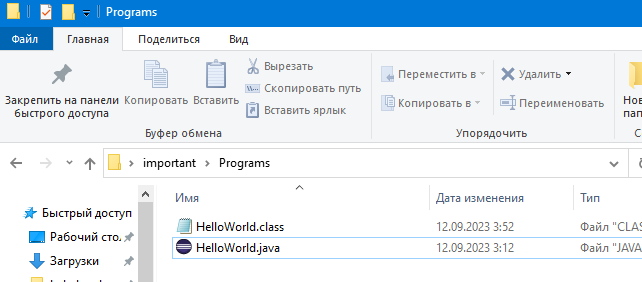 Programs
Файл Главная Поделиться Вид
Закрепить на панели быстрого доступа
Копировать
Вставить
Вырезать
Скопировать путь
Вставить ярлык
Буфер обмена
Переместить в
Копировать в
Удалить
Переименовать
Упорядочить
important Programs
Имя Дата изменения Тип
Быстрый доступ
Рабочий сто.
Загрузки
HelloWorld.class 12.09.2023 3:52 Файл "CLAS
HelloWorld.java 12.09.2023 3:12 Файл "JAVA